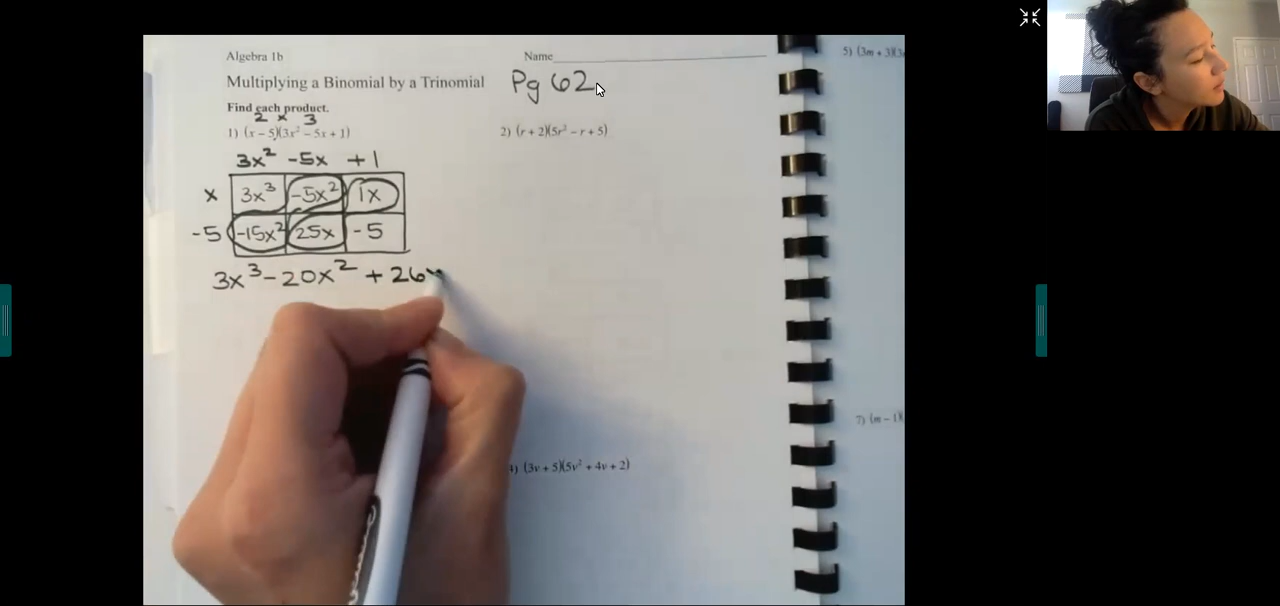 Algebra 1b
Name
Multiplying a Binomial by a Trinomial
Pg 62
Find each product.
2 x 3
1) (x − 5)(3x² − 5x + 1)
3x² -5x +1
x 3x³ -5x² 1x
-5 -15x² 25x -5
3x³ - 20x² + 26x
2) (r + 2)(5r² − r + 5)
4) (3v + 5)(5v² + 4v + 2)
5) (3m + 3)(3
7) (m − 1)(